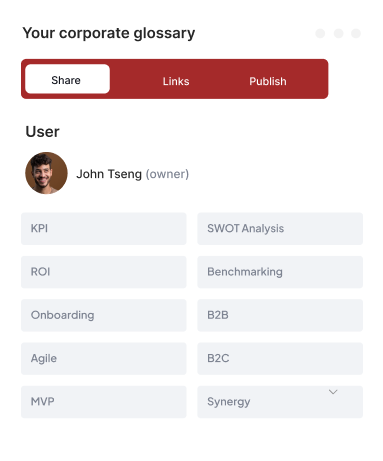 Your corporate glossary
Share Links Publish
User
John Tseng (owner)
KPI SWOT Analysis
ROI Benchmarking
Onboarding B2B
Agile B2C
MVP Synergy